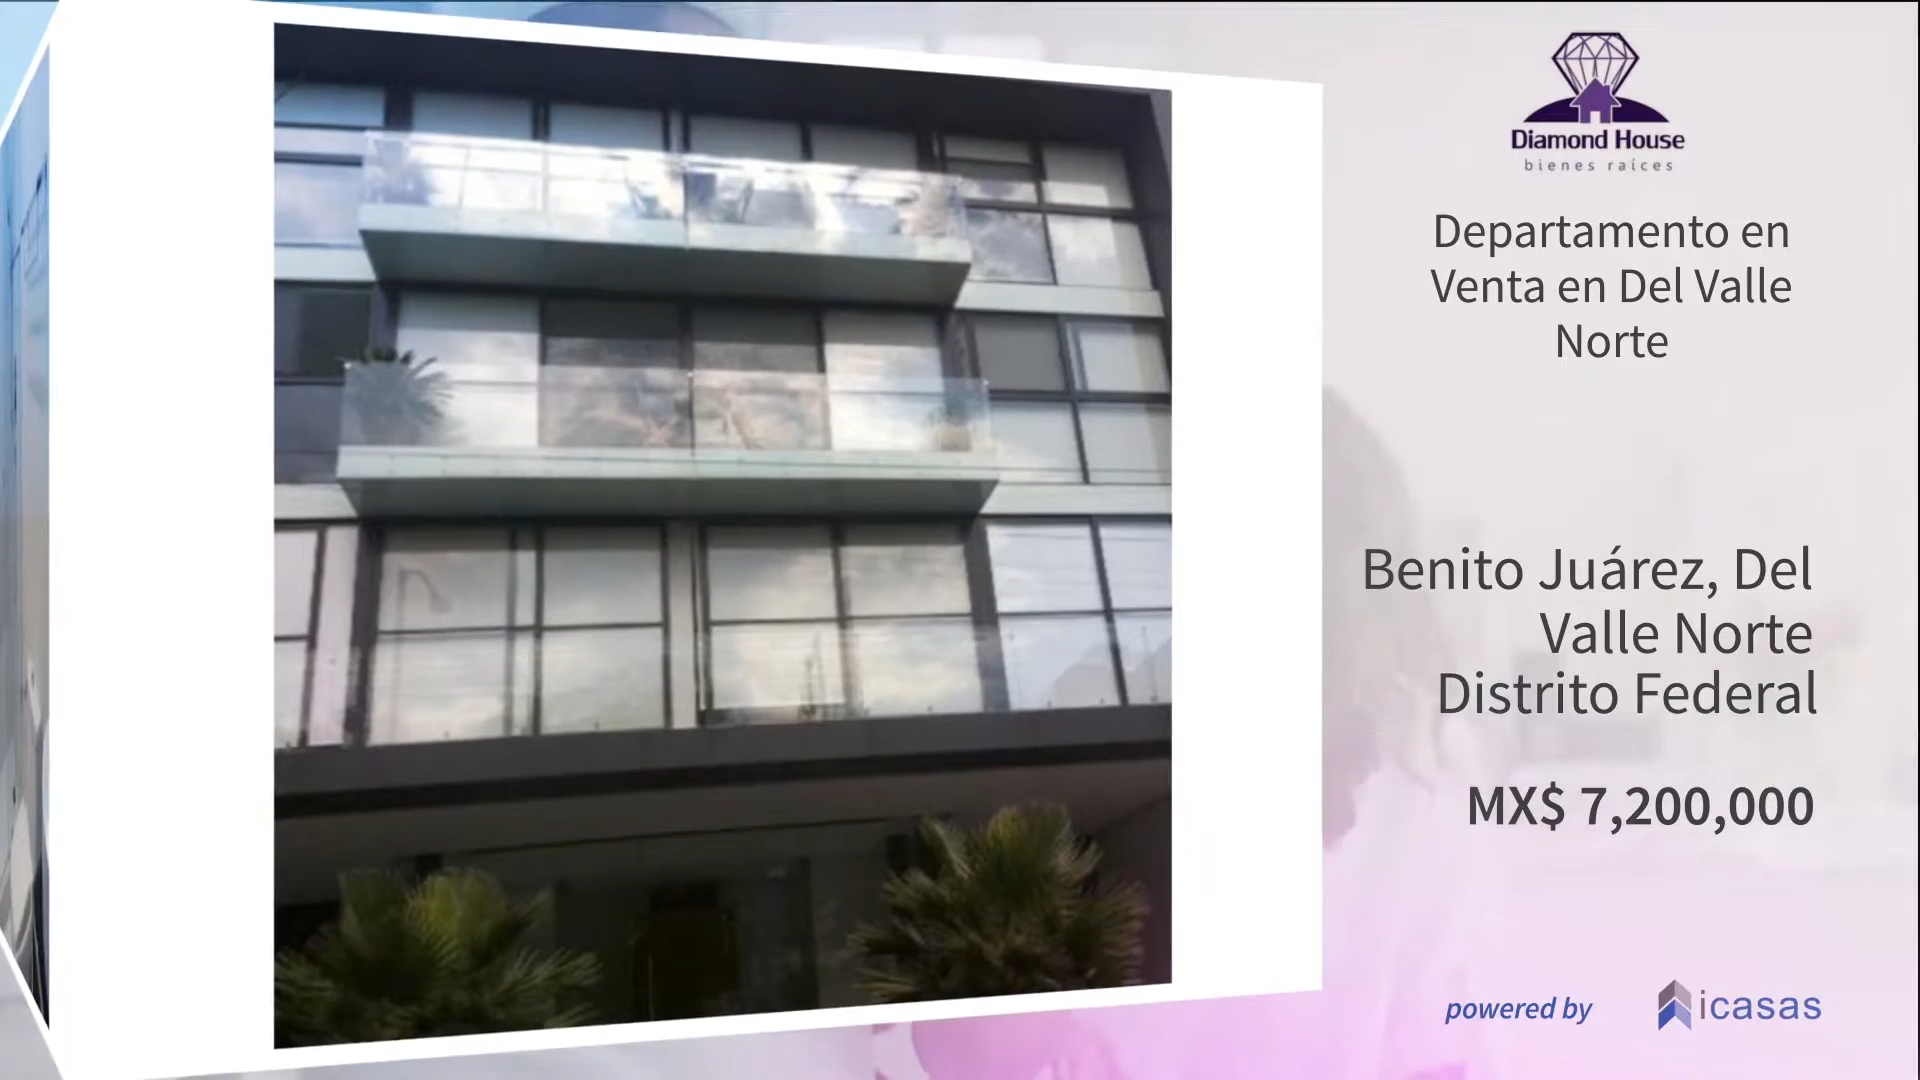 Diamond House
bienes raíces
Departamento en
Venta en Del Valle
Norte
Benito Juárez, Del
Valle Norte
Distrito Federal
MX$ 7,200,000
powered by
icasas